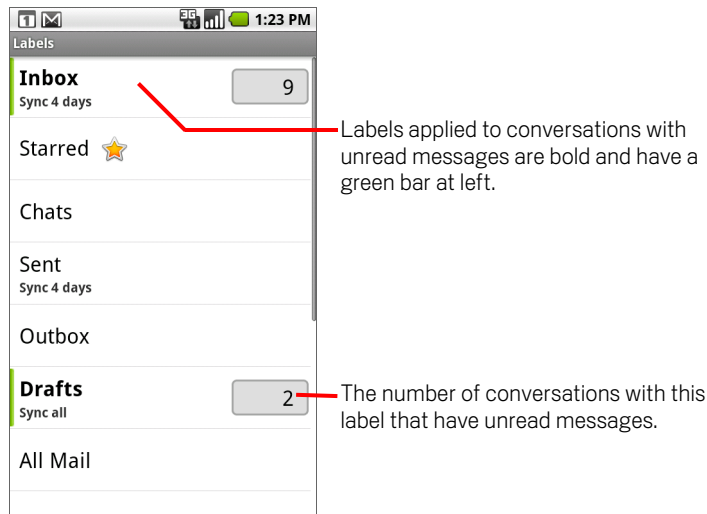 1 3G 1:23 PM
Labels
Inbox
Sync 4 days
9
Labels applied to conversations with
unread messages are bold and have a
green bar at left.
Starred
Chats
Sent
Sync 4 days
Outbox
Drafts
Sync all
2
The number of conversations with this
label that have unread messages.
All Mail